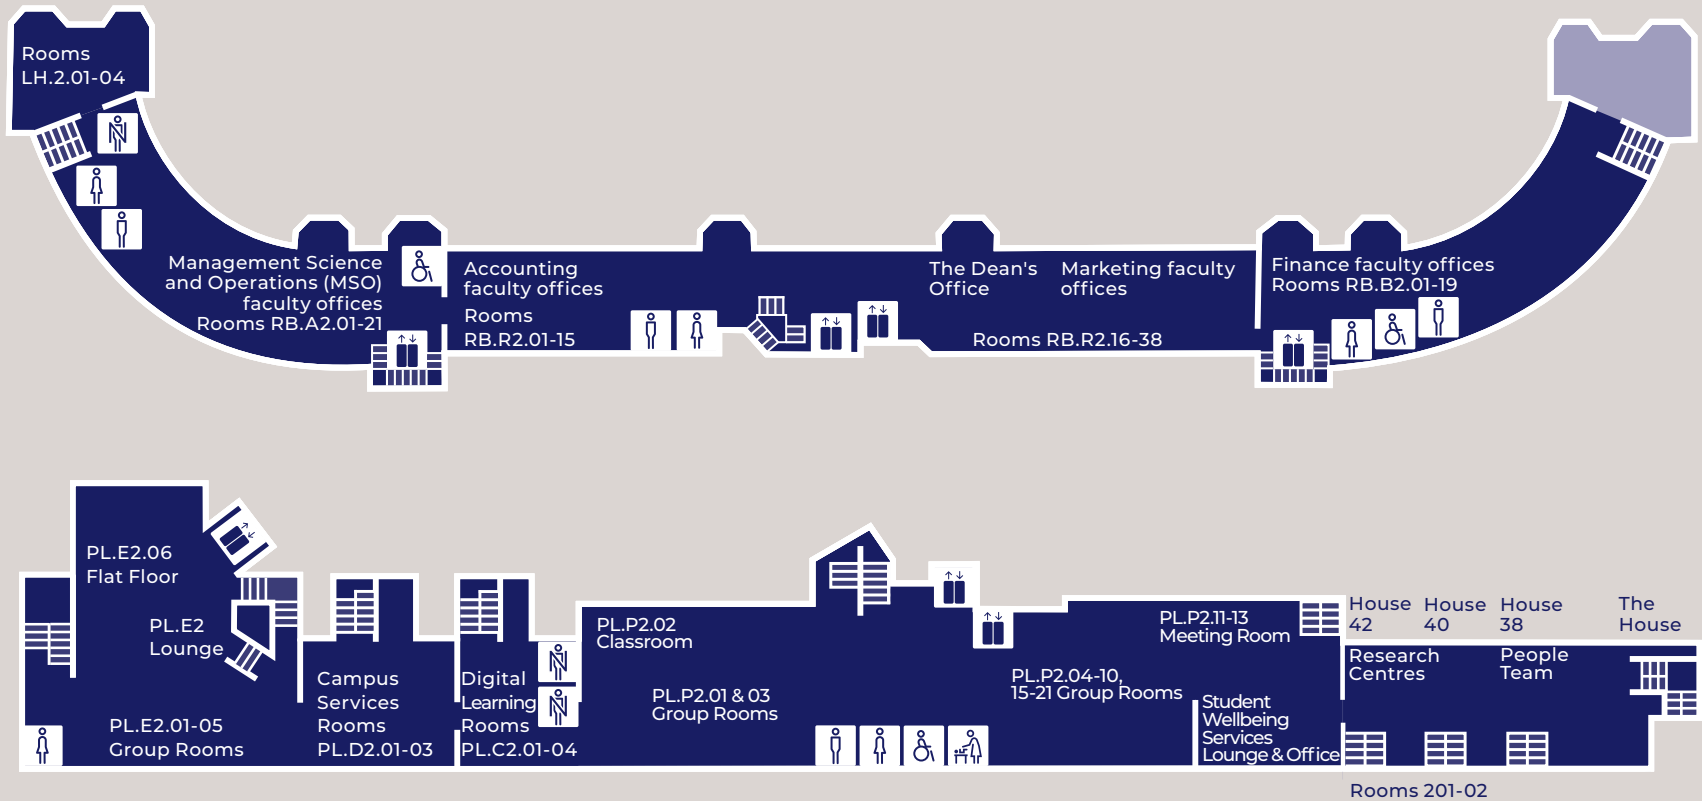 Rooms
LH.2.01-04
Management Science
and Operations (MSO)
faculty offices
Rooms RB.A2.01-21
Accounting
faculty offices
Rooms
RB.R2.01-15
The Dean's
Office
Marketing faculty
offices
Rooms RB.R2.16-38
Finance faculty offices
Rooms RB.B2.01-19
PL.E2.06
Flat Floor
PL.E2
Lounge
PL.E2.01-05
Group Rooms
Campus
Services
Rooms
PL.D2.01-03
Digital
Learning
Rooms
PL.C2.01-04
PL.P2.02
Classroom
PL.P2.01 & 03
Group Rooms
PL.P2.04-10,
15-21 Group Rooms
PL.P2.11-13
Meeting Room
Student
Wellbeing
Services
Lounge & Office
House
42
House
40
House
38
The
House
Research
Centres
People
Team
Rooms 201-02